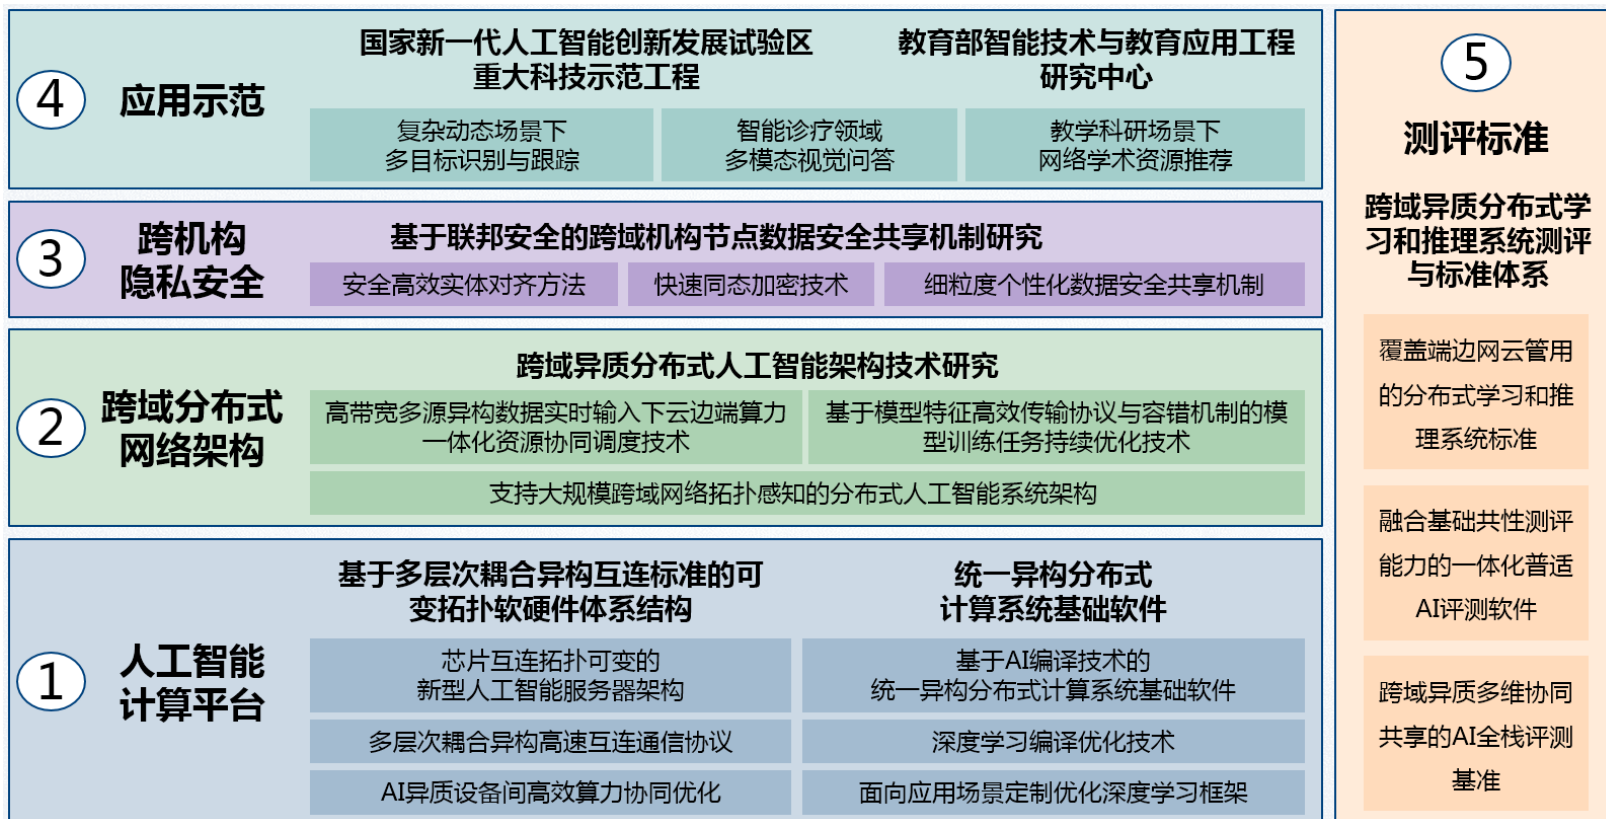 ④
应用示范
国家新一代人工智能创新发展试验区
重大科技示范工程
教育部智能技术与教育应用工程
研究中心
复杂动态场景下
多目标识别与跟踪
智能诊疗领域
多模态视觉问答
教学科研场景下
网络学术资源推荐
③
跨机构
隐私安全
基于联邦安全的跨域机构节点数据安全共享机制研究
安全高效实体对齐方法
快速同态加密技术
细粒度个性化数据安全共享机制
②
跨域分布式
网络架构
跨域异质分布式人工智能架构技术研究
高带宽多源异构数据实时输入下云边端算力
一体化资源协同调度技术
基于模型特征高效传输协议与容错机制的模
型训练任务持续优化技术
支持大规模跨域网络拓扑感知的分布式人工智能系统架构
①
人工智能
计算平台
基于多层次耦合异构互连标准的可
变拓扑软硬件体系结构
统一异构分布式
计算系统基础软件
芯片互连拓扑可变的
新型人工智能服务器架构
基于AI编译技术的
统一异构分布式计算系统基础软件
多层次耦合异构高速互连通信协议
深度学习编译优化技术
AI异质设备间高效算力协同优化
面向应用场景定制优化深度学习框架
⑤
测评标准
跨域异质分布式学
习和推理系统测评
与标准体系
覆盖端边网云管用
的分布式学习和推
理系统标准
融合基础共性测评
能力的一体化普适
AI评测软件
跨域异质多维协同
共享的AI全栈评测
基准